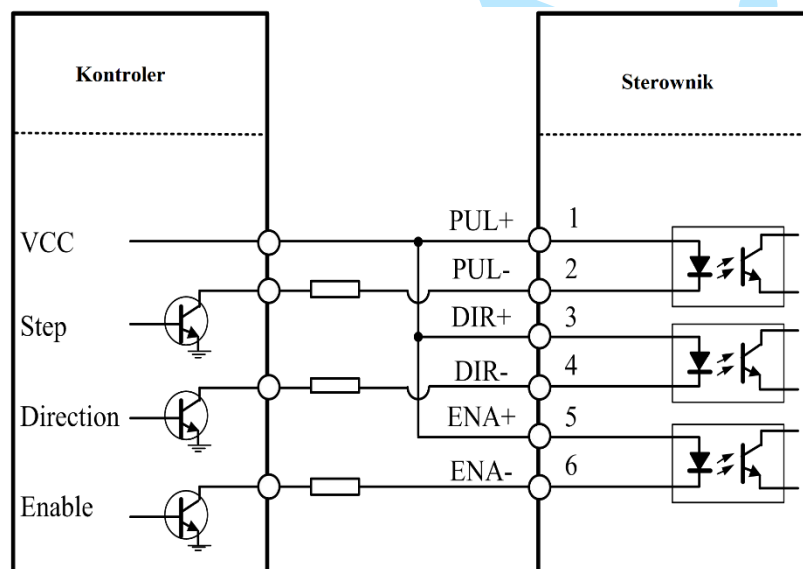 Kontroler
Sterownik
VCC
PUL+ 1
PUL- 2
Step
DIR+ 3
DIR- 4
Direction
ENA+ 5
ENA- 6
Enable